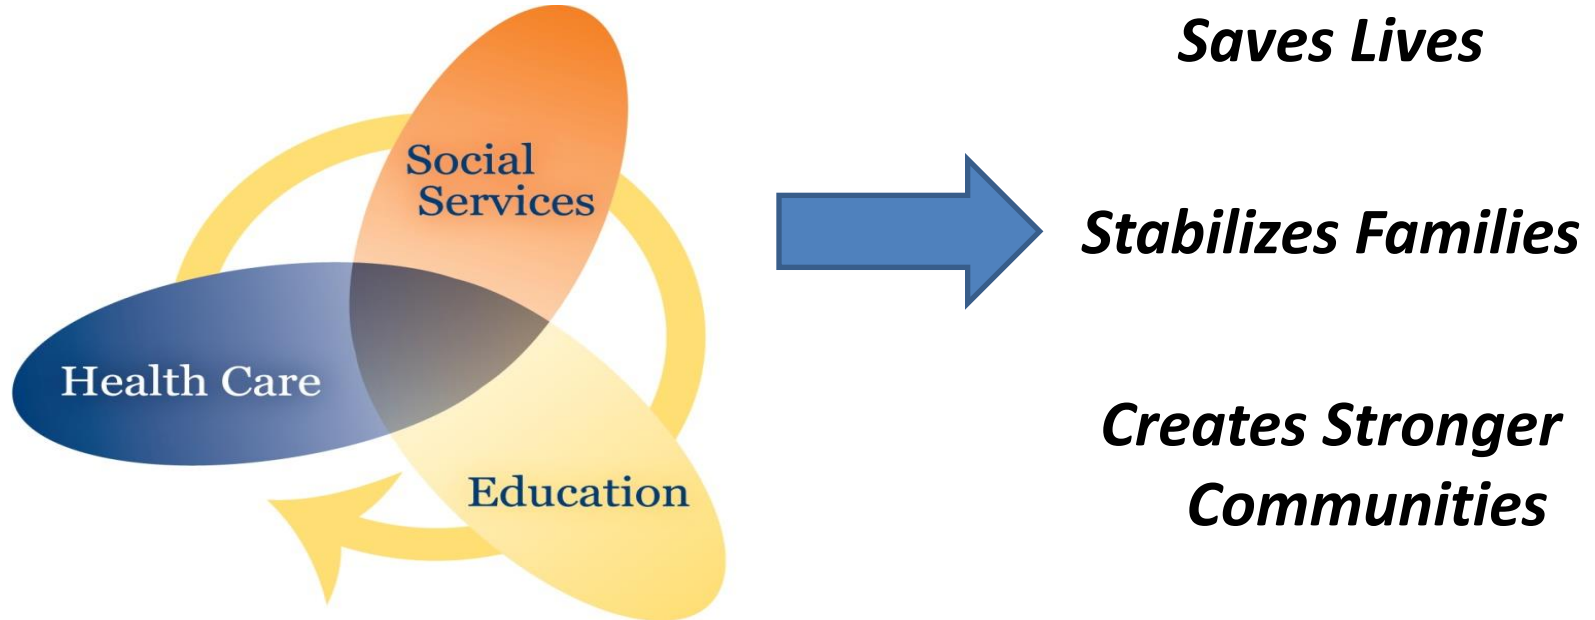 Social
Services
Health Care
Education
Saves Lives
Stabilizes Families
Creates Stronger
Communities